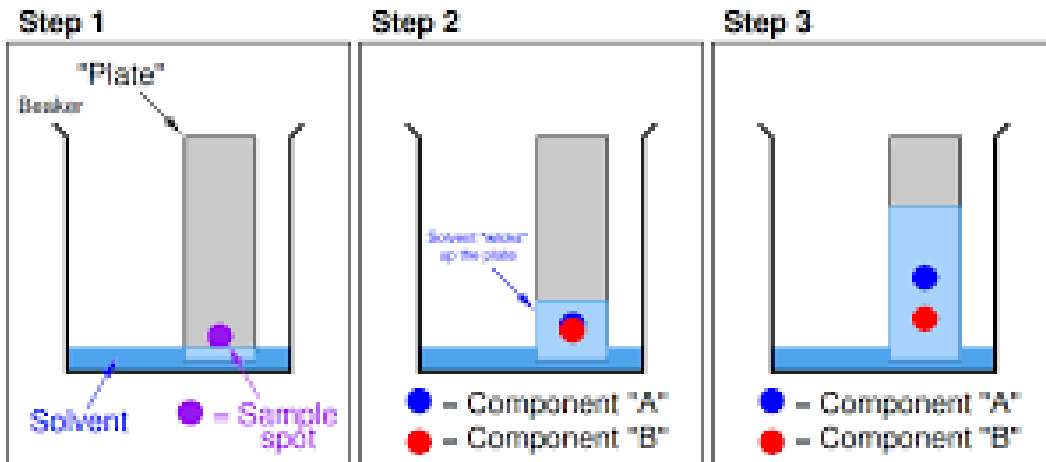 Step 1
Step 2
Step 3
"Plate"
Beaker
Solvent
= Sample
spot
Solvent "wicks"
up the plate
= Component "A"
= Component "B"
= Component "A"
= Component "B"